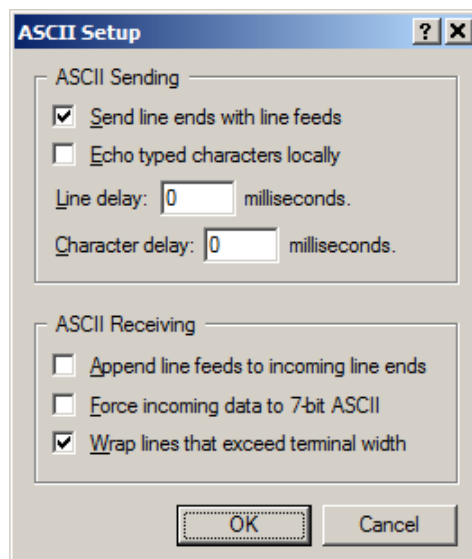 ASCII Setup
ASCII Sending
Send line ends with line feeds
Echo typed characters locally
Line delay: 0 milliseconds.
Character delay: 0 milliseconds.
ASCII Receiving
Append line feeds to incoming line ends
Force incoming data to 7-bit ASCII
Wrap lines that exceed terminal width
OK Cancel